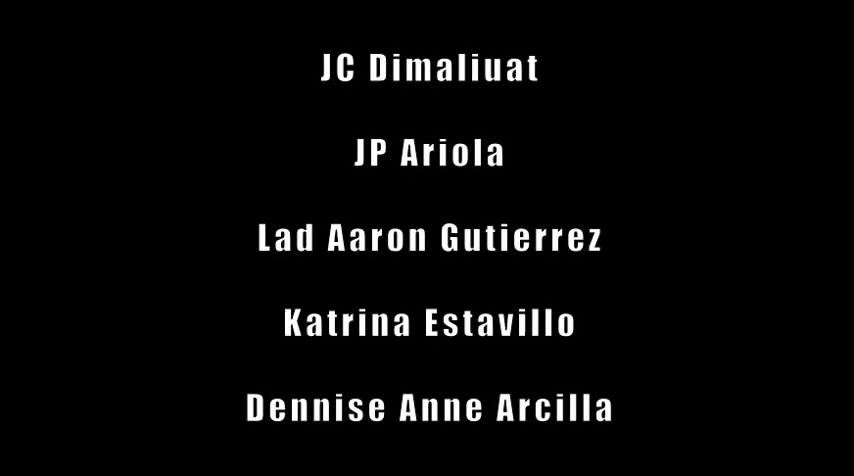 JC Dimaliuat
JP Ariola
Lad Aaron Gutierrez
Katrina Estavillo
Dennise Anne Arcilla